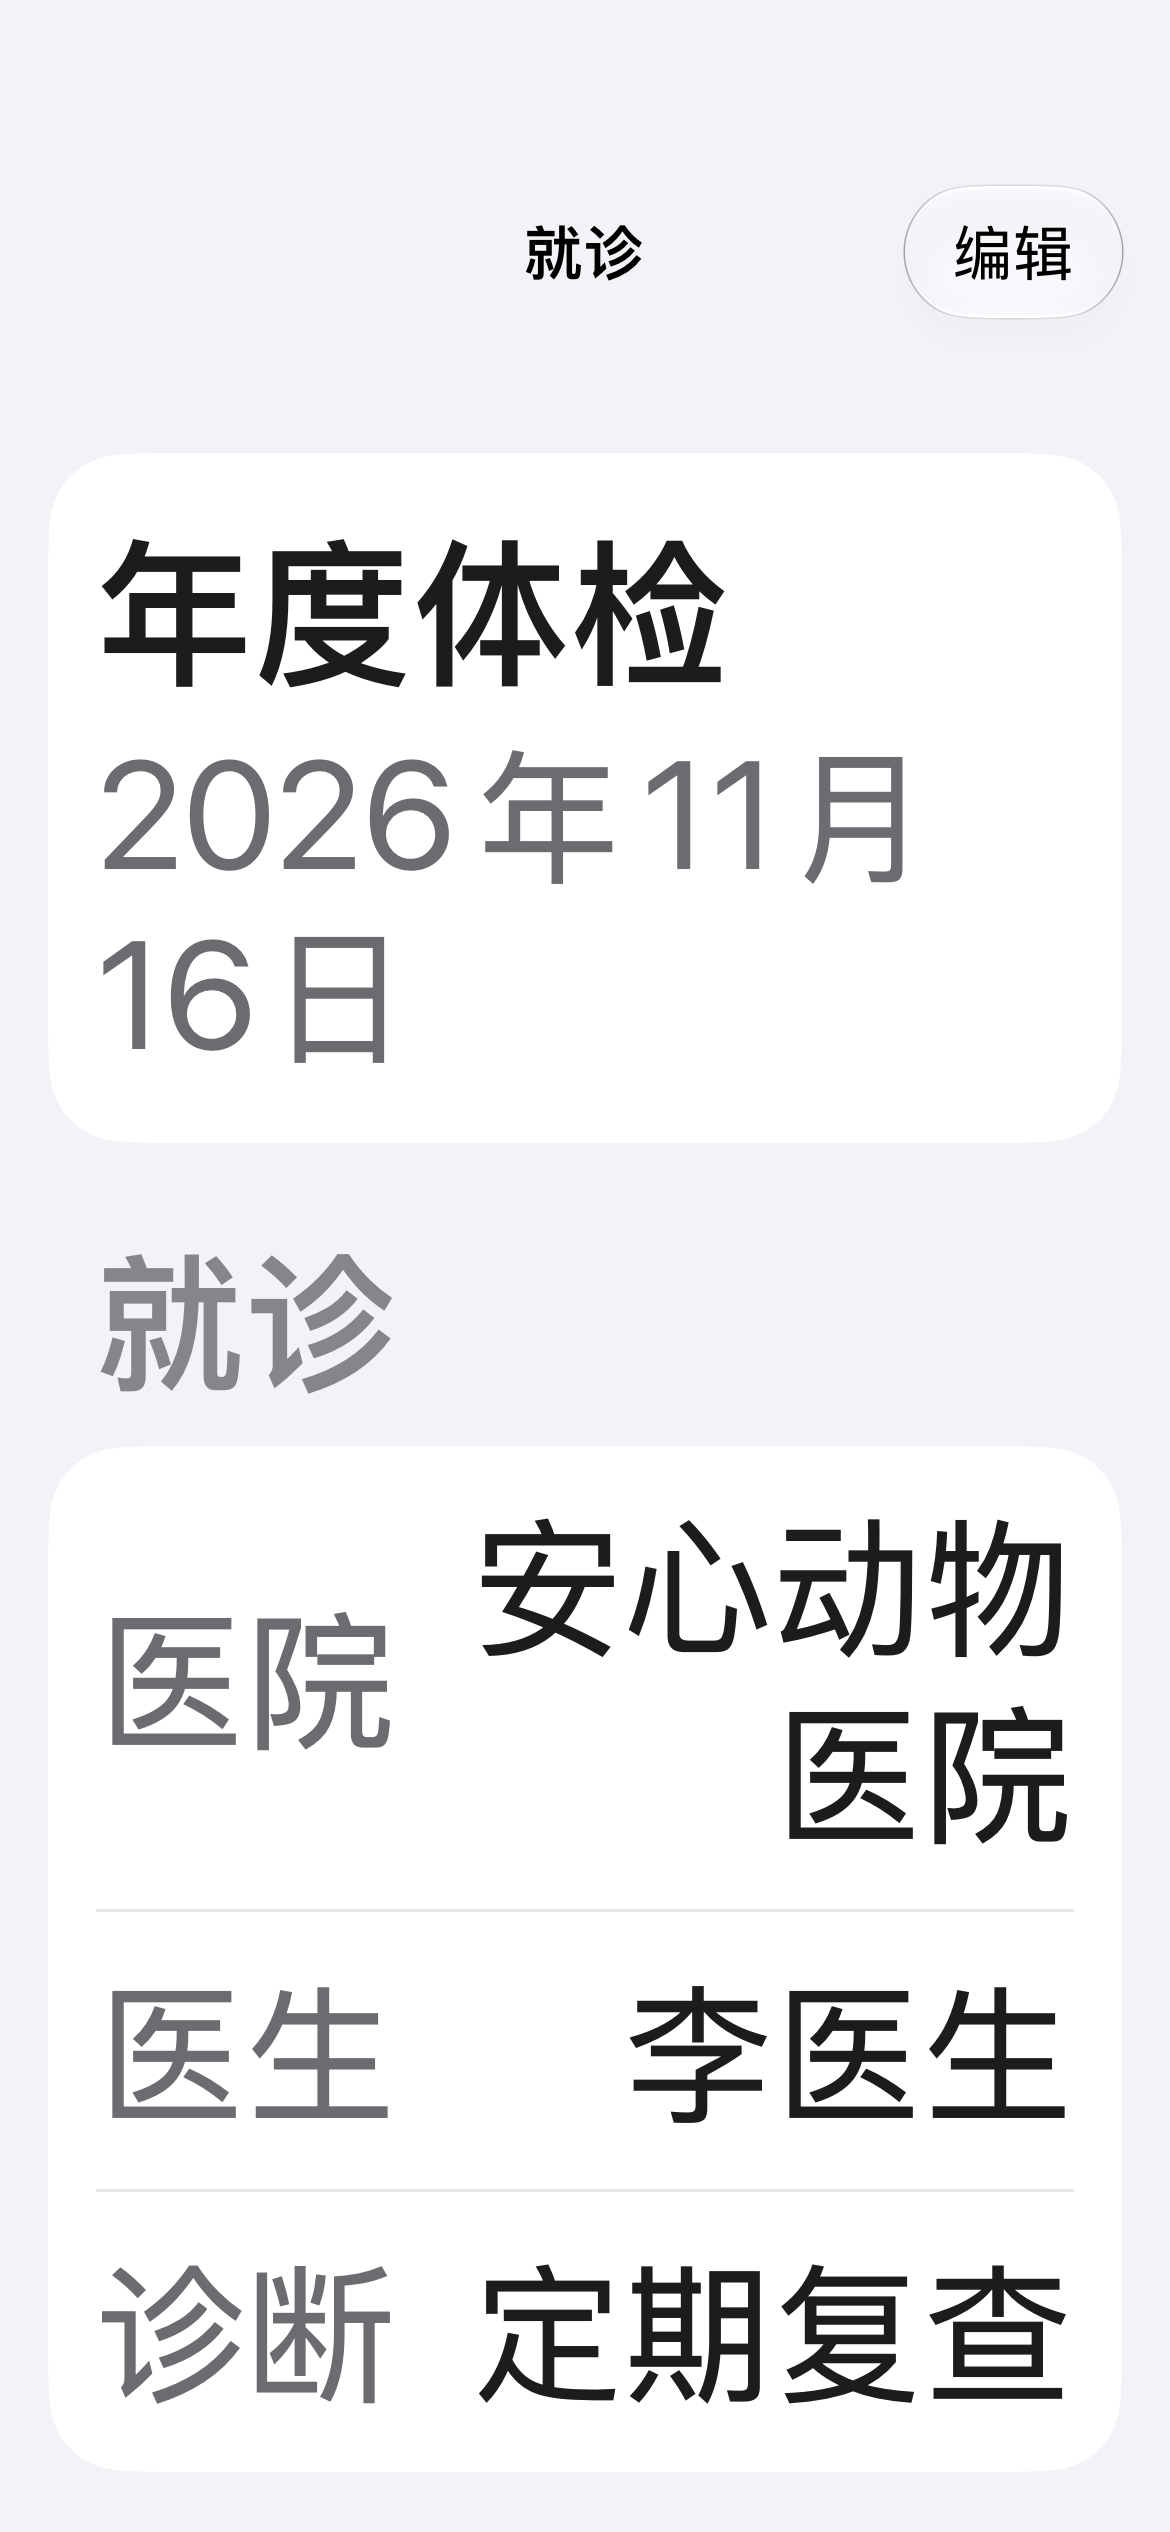 就诊
编辑
年度体检
2026年11月
16日
就诊
医院
安心动物
医院
医生
李医生
诊断
定期复查